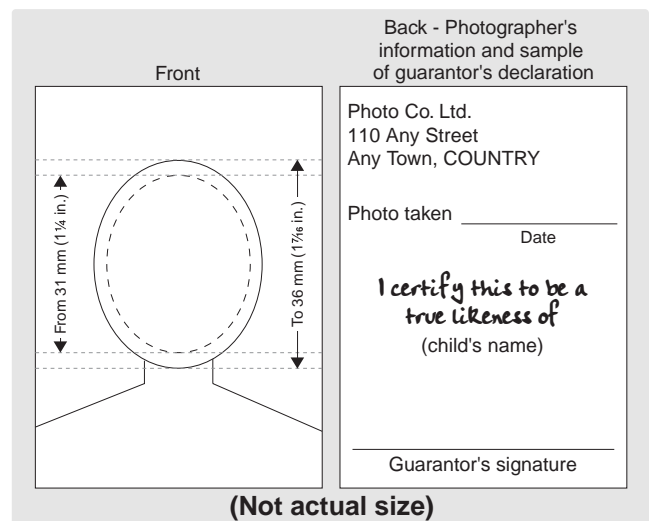 Front
From 31 mm (1¼ in.)
To 36 mm (1⁷⁄₁₆ in.)
Back - Photographer's
information and sample
of guarantor's declaration
Photo Co. Ltd.
110 Any Street
Any Town, COUNTRY
Photo taken
Date
I certify this to be a
true likeness of
(child's name)
Guarantor's signature
(Not actual size)